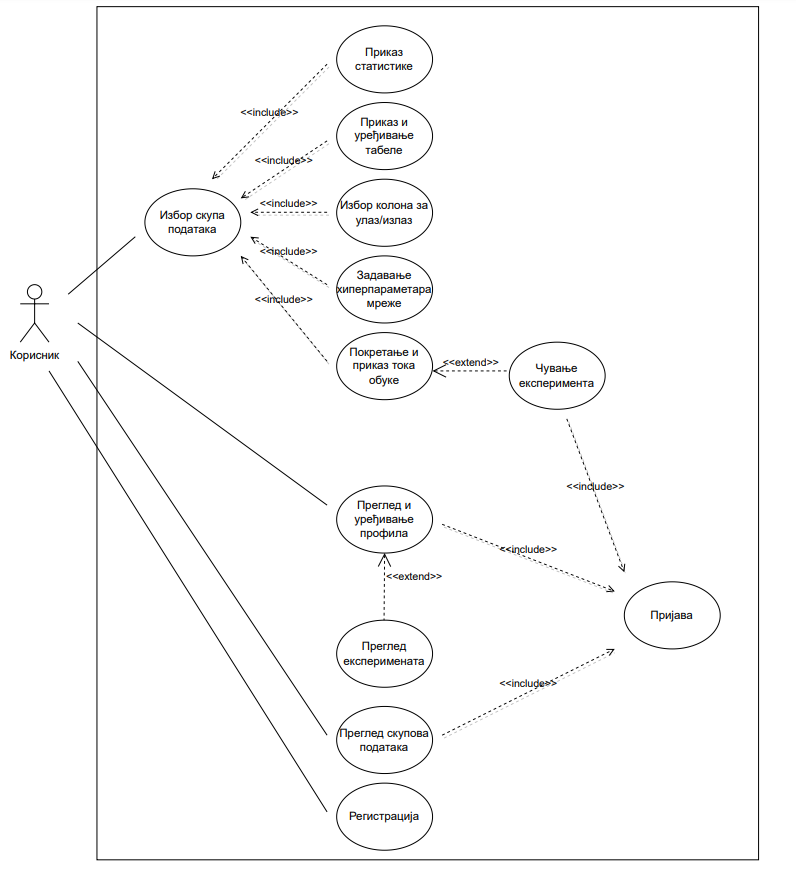 Приказ
статистике
<<include>>
Приказ и
уређивање
табеле
<<include>>
Избор колона за
улаз/излаз
<<include>>
Избор скупа
података
<<include>>
Задавање
хиперпараметара
мреже
<<include>>
Покретање и
приказ тока
обуке
<<extend>>
Чување
експеримента
Корисник
<<include>>
Преглед и
уређивање
профила
<<include>>
<<extend>>
Пријава
Преглед
експеримената
<<include>>
Преглед скупова
података
Регистрација